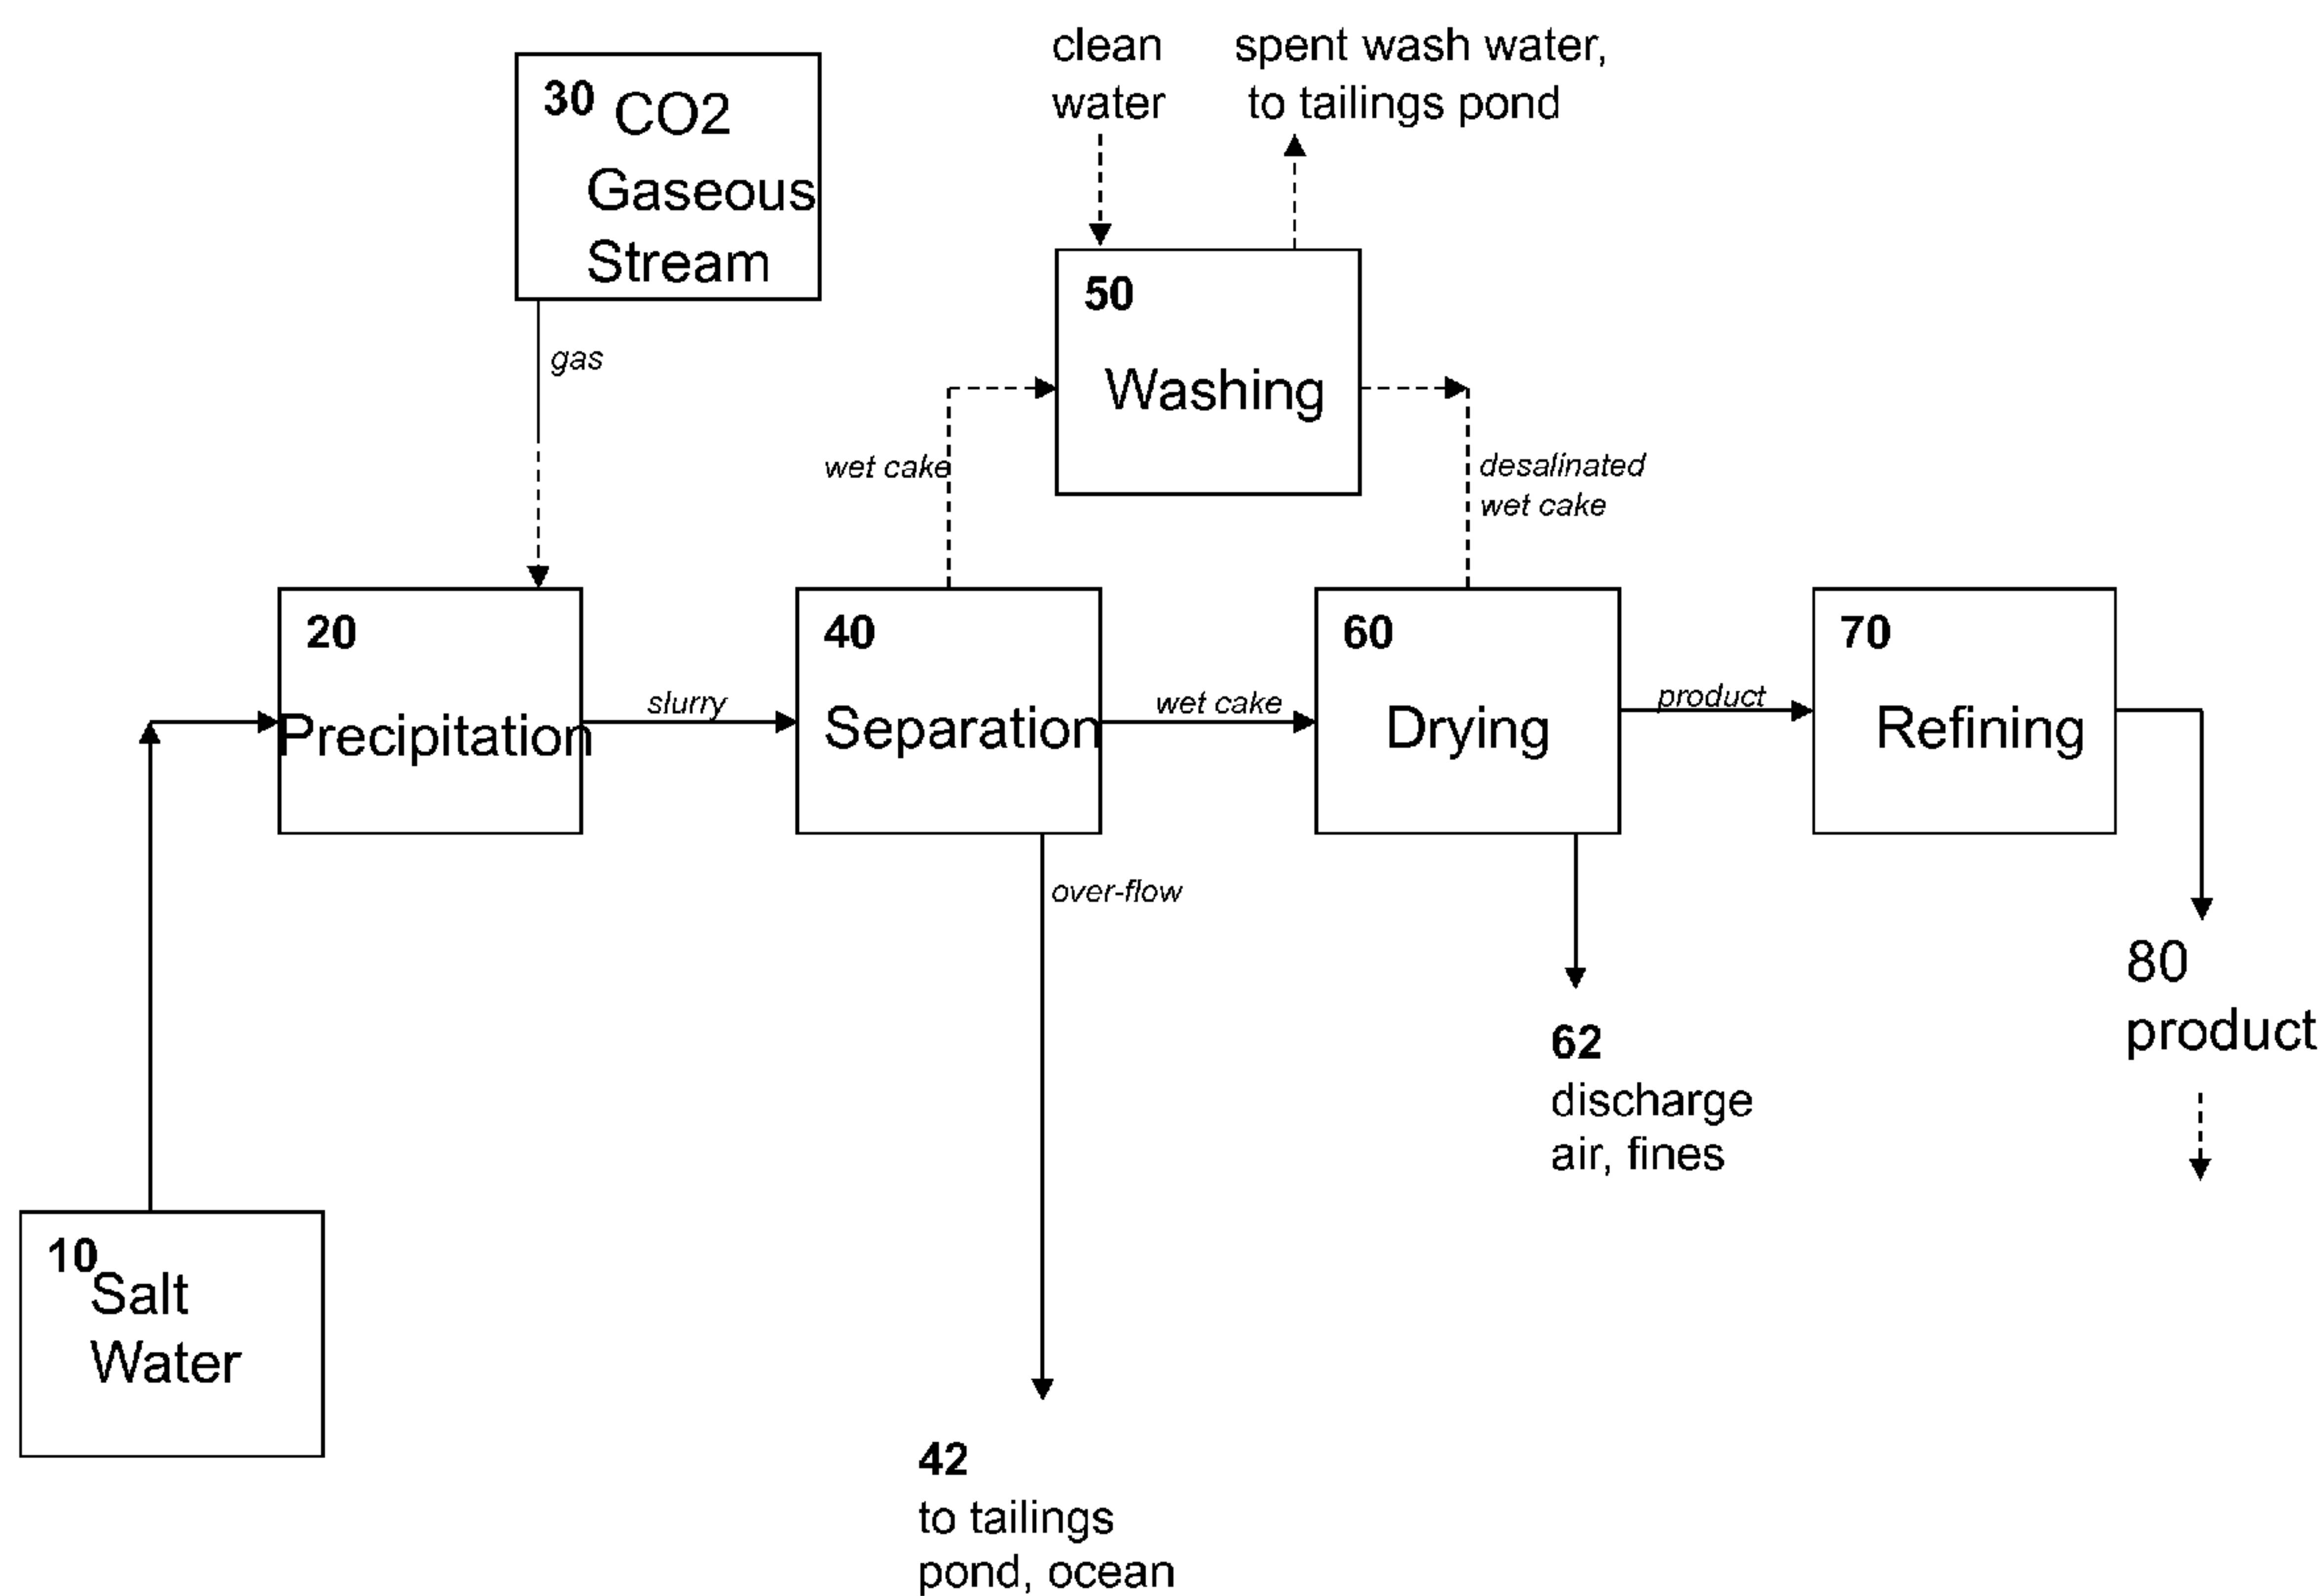 clean
water
spent wash water,
to tailings pond
30 CO2
Gaseous
Stream
50
Washing
gas
wet cake
desalinated
wet cake
20
Precipitation
slurry
40
Separation
wet cake
60
Drying
product
70
Refining
over-flow
80
product
62
discharge
air, fines
10
Salt
Water
42
to tailings
pond, ocean